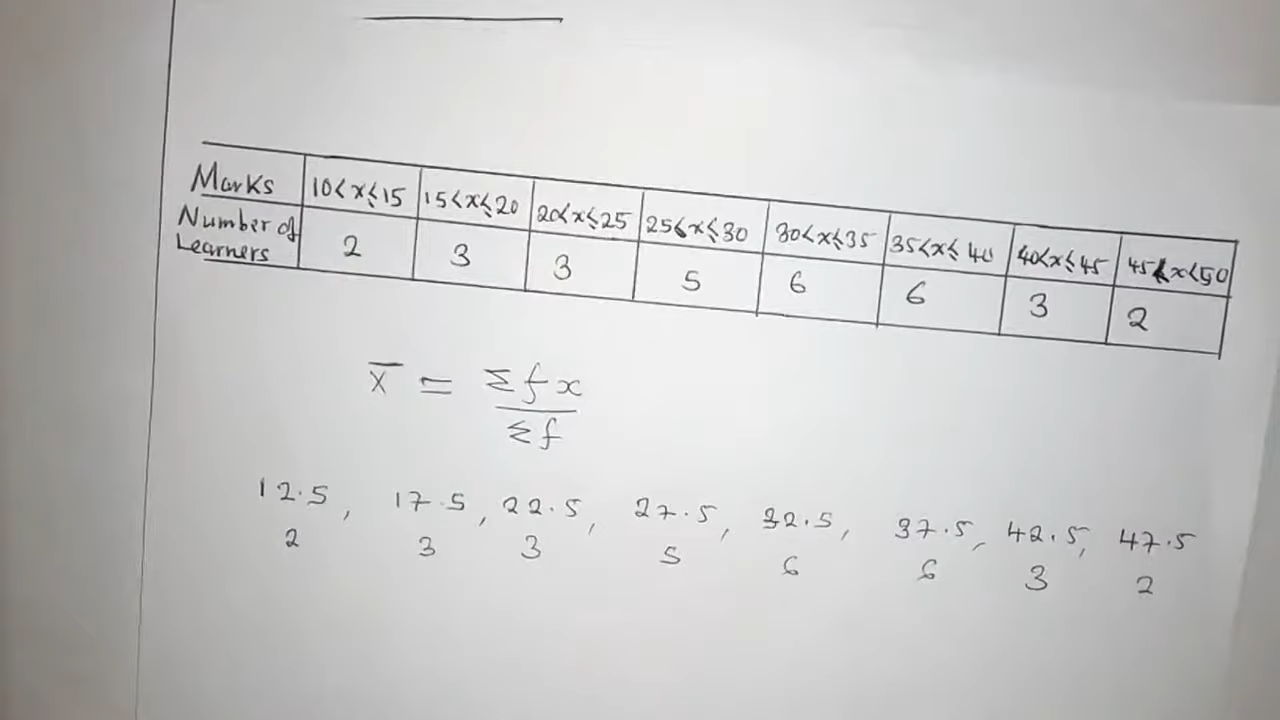 Marks 10<x≤15 15<x≤20 20<x≤25 25<x≤30 30<x≤35 35<x≤40 40<x≤45 45<x<50
Number of Learners 2 3 3 5 6 6 3 2
x̄ = Σfx / Σf
12.5, 17.5, 22.5, 27.5, 32.5, 37.5, 42.5, 47.5
2 3 3 5 6 6 3 2